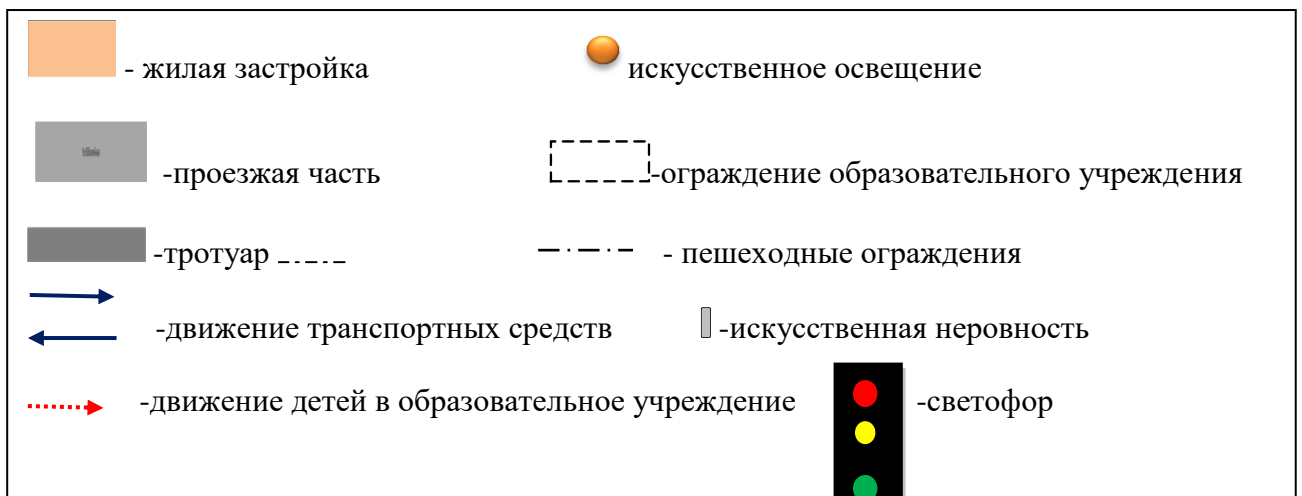 - жилая застройка
искусственное освещение
-проезжая часть
-ограждение образовательного учреждения
-тротуар
- пешеходные ограждения
-движение транспортных средств
-искусственная неровность
-движение детей в образовательное учреждение
-светофор